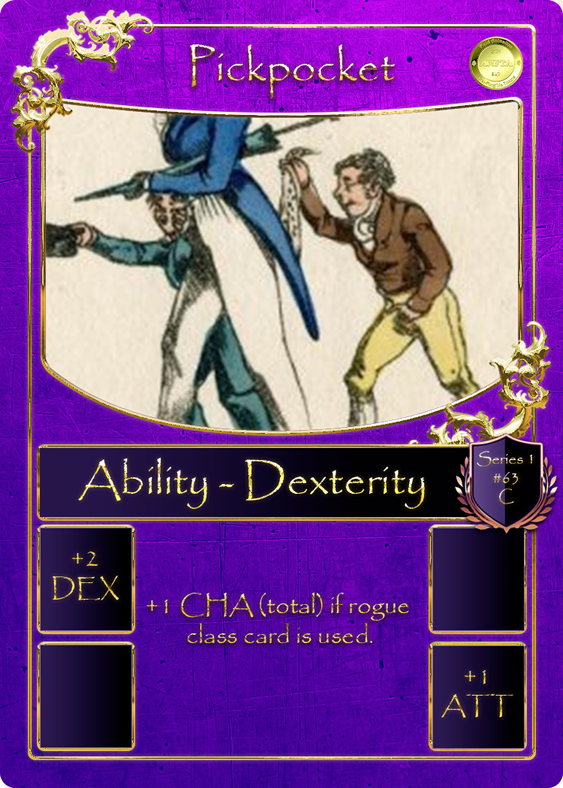 Pickpocket
Ability - Dexterity
Series 1
#63
C
+2
DEX
+1 CHA (total) if rogue
class card is used.
+1
ATT